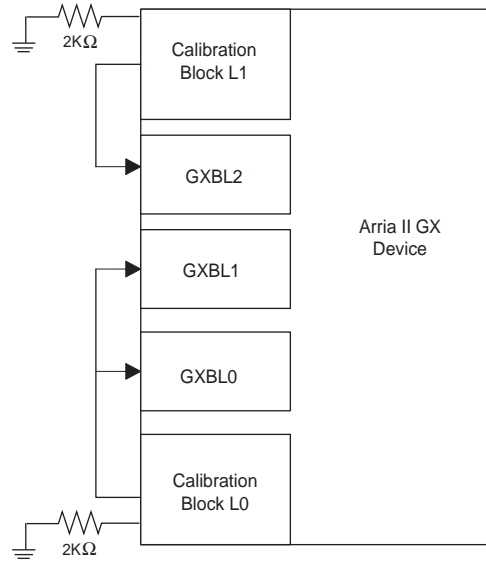 2KΩ
Calibration
Block L1
GXBL2
Arria II GX
Device
GXBL1
GXBL0
Calibration
Block L0
2KΩ